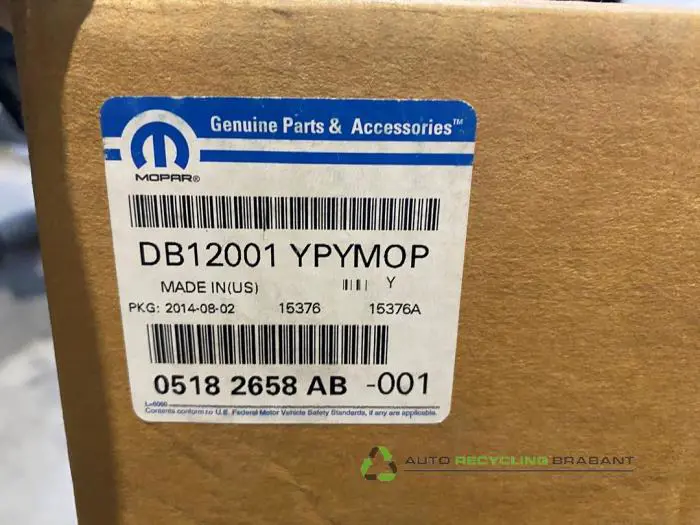 Genuine Parts & Accessories™
MOPAR®
DB12001 YPYMOP
MADE IN(US) Y
PKG: 2014-08-02 15376 15376A
0518 2658 AB -001
L=6060
Contents conform to U.S. Federal Motor Vehicle Safety Standards, if any are applicable.
AUTO RECYCLING BRABANT